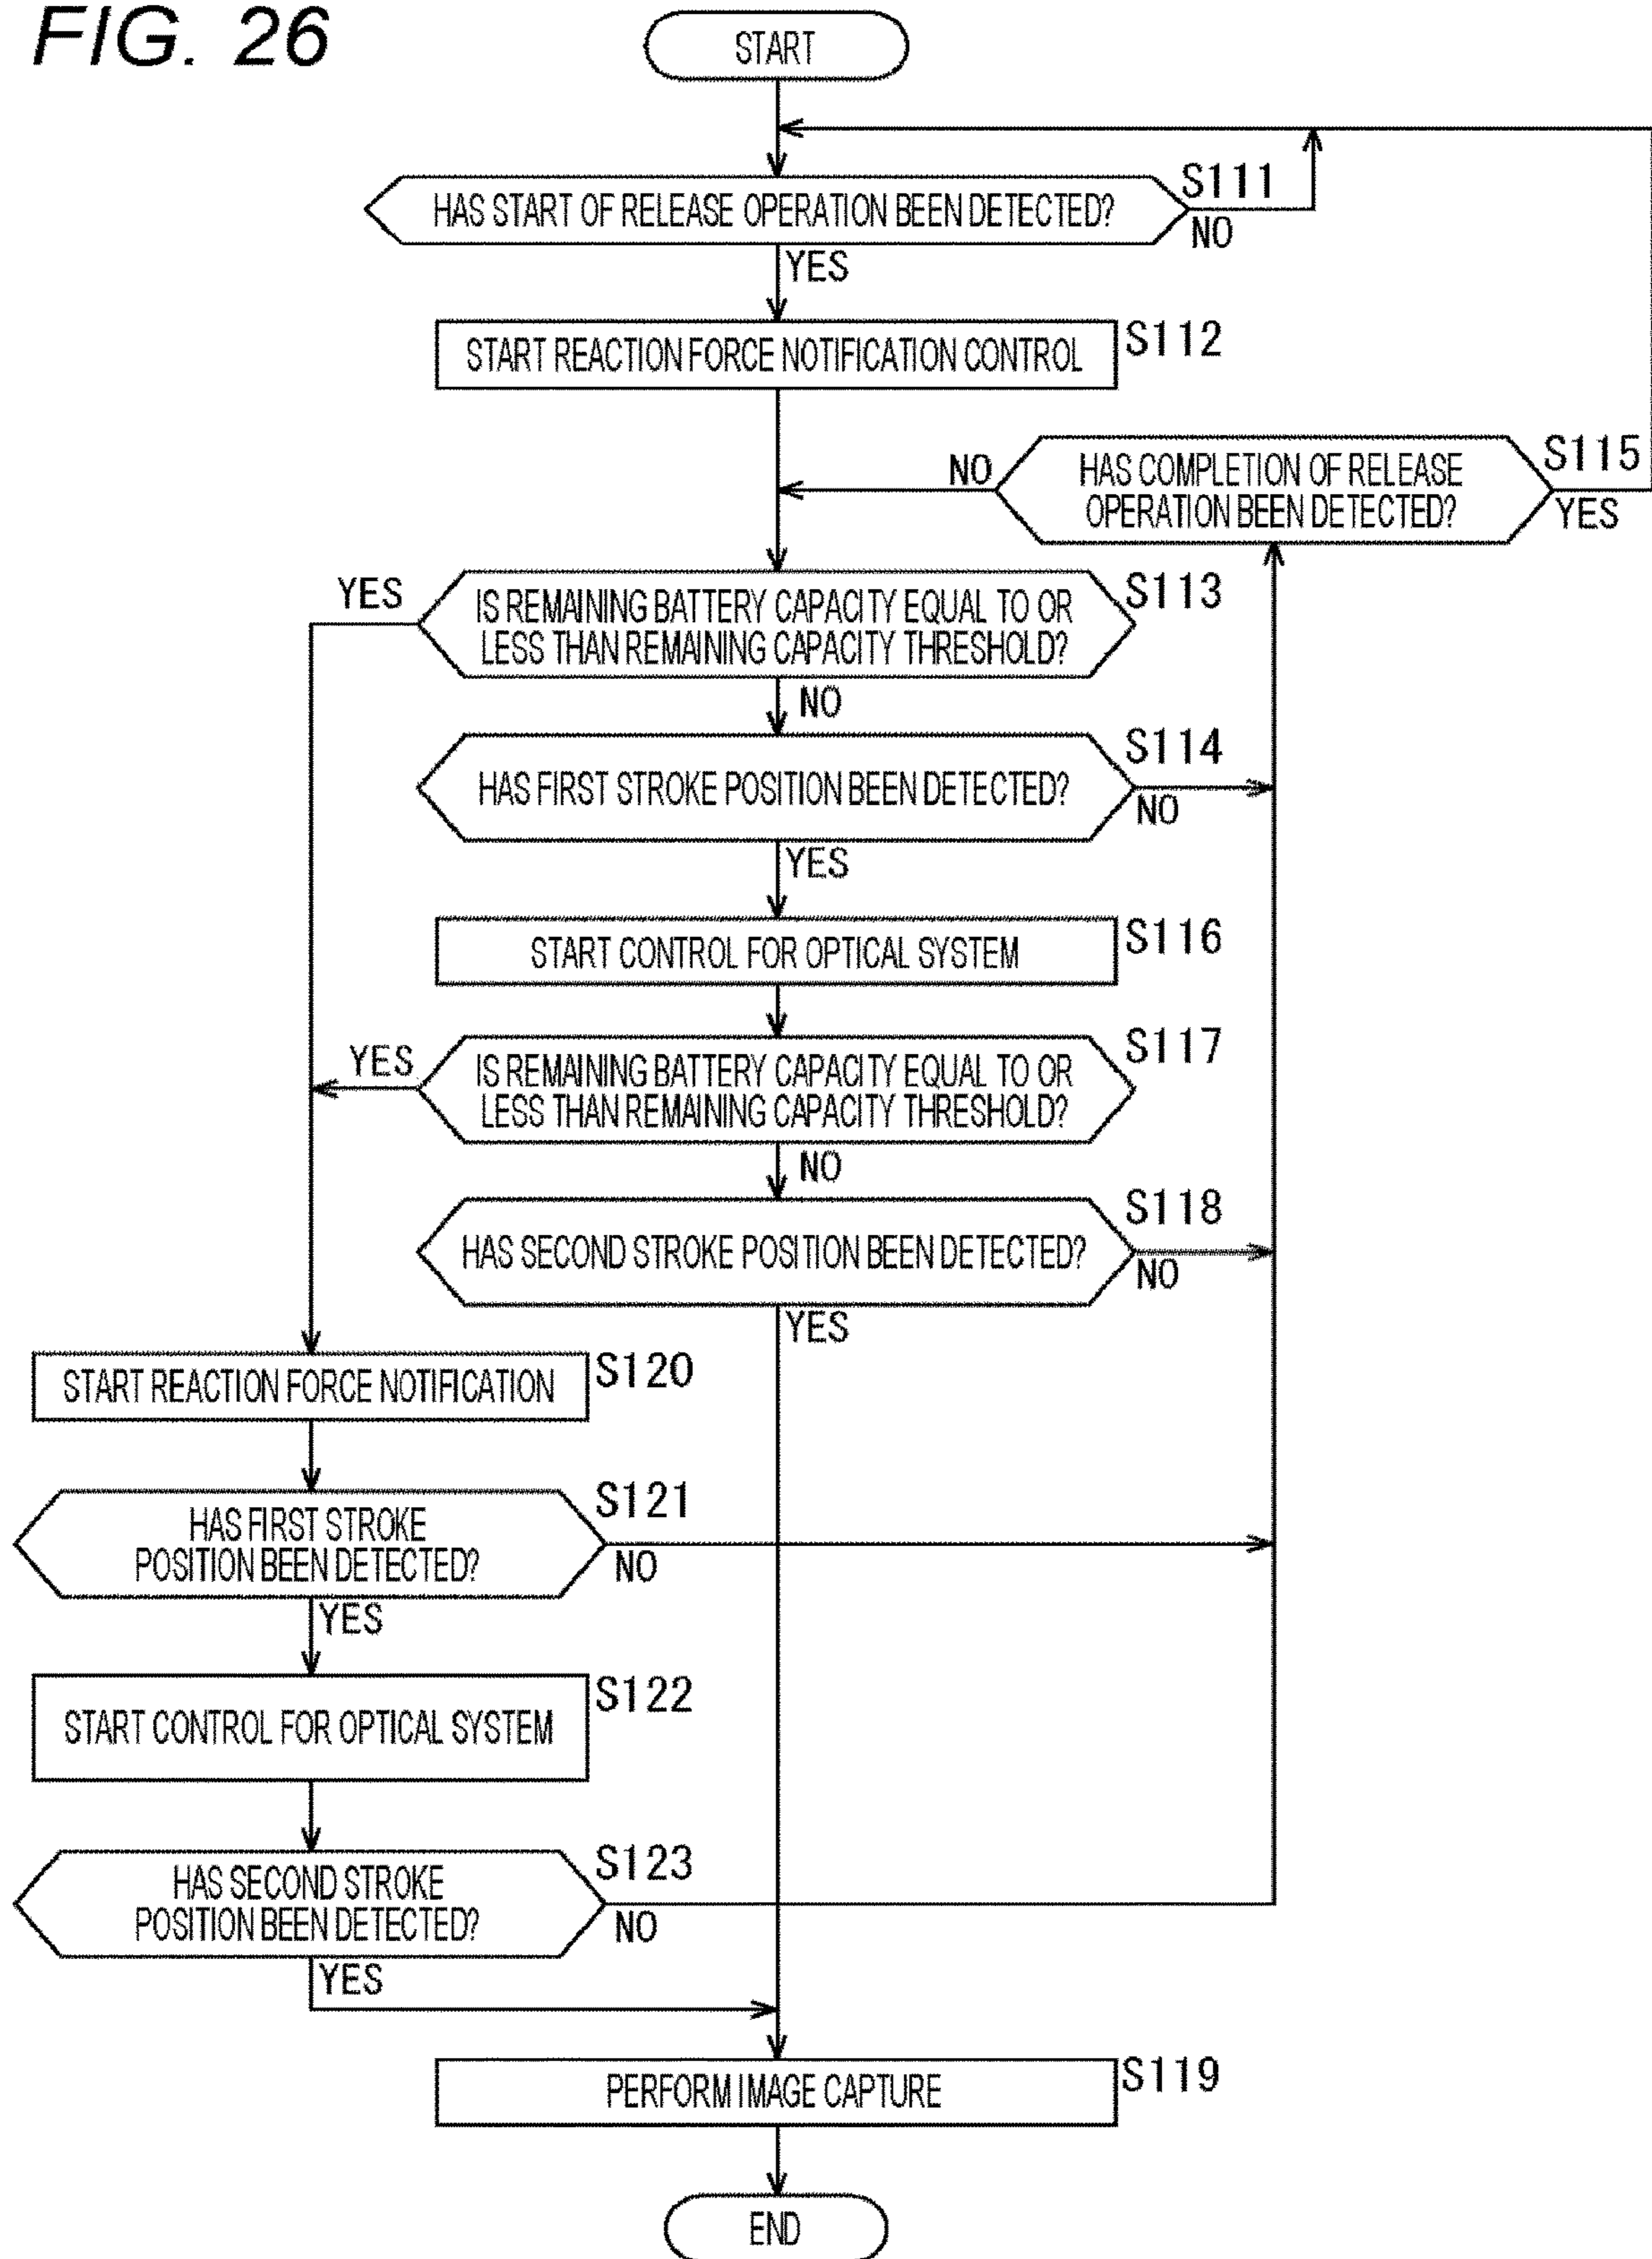 FIG. 26
START
HAS START OF RELEASE OPERATION BEEN DETECTED?
S111
NO
YES
START REACTION FORCE NOTIFICATION CONTROL
S112
NO
HAS COMPLETION OF RELEASE
OPERATION BEEN DETECTED?
S115
YES
YES
IS REMAINING BATTERY CAPACITY EQUAL TO OR
LESS THAN REMAINING CAPACITY THRESHOLD?
S113
NO
HAS FIRST STROKE POSITION BEEN DETECTED?
S114
NO
YES
START CONTROL FOR OPTICAL SYSTEM
S116
YES
IS REMAINING BATTERY CAPACITY EQUAL TO OR
LESS THAN REMAINING CAPACITY THRESHOLD?
S117
NO
HAS SECOND STROKE POSITION BEEN DETECTED?
S118
NO
YES
START REACTION FORCE NOTIFICATION
S120
HAS FIRST STROKE
POSITION BEEN DETECTED?
S121
NO
YES
START CONTROL FOR OPTICAL SYSTEM
S122
HAS SECOND STROKE
POSITION BEEN DETECTED?
S123
NO
YES
PERFORM IMAGE CAPTURE
S119
END